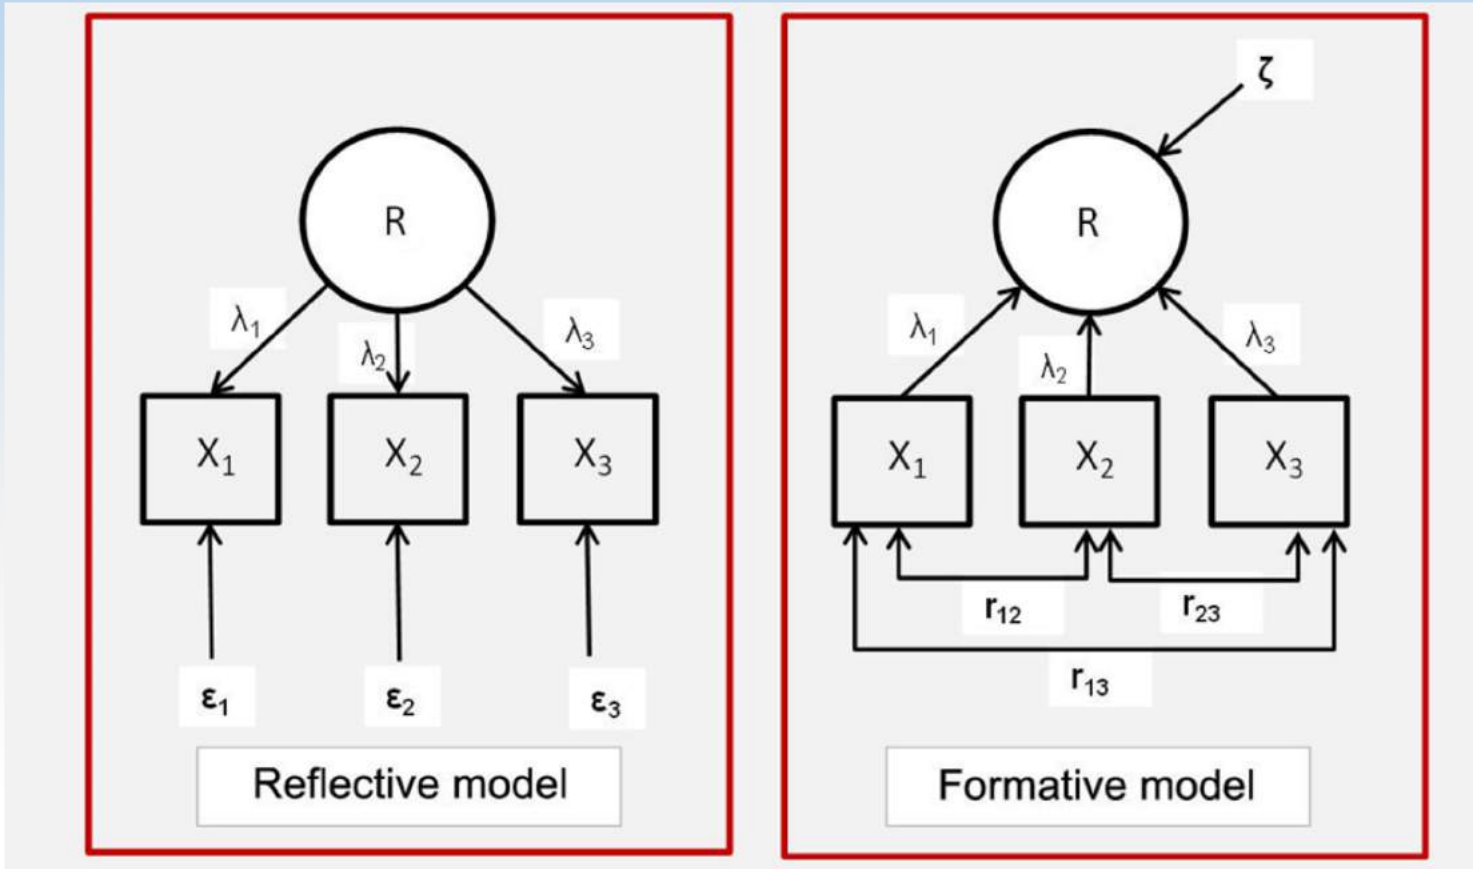 R
λ₁
λ₂
λ₃
X₁
X₂
X₃
ε₁
ε₂
ε₃
Reflective model
ζ
R
λ₁
λ₂
λ₃
X₁
X₂
X₃
r₁₂
r₂₃
r₁₃
Formative model